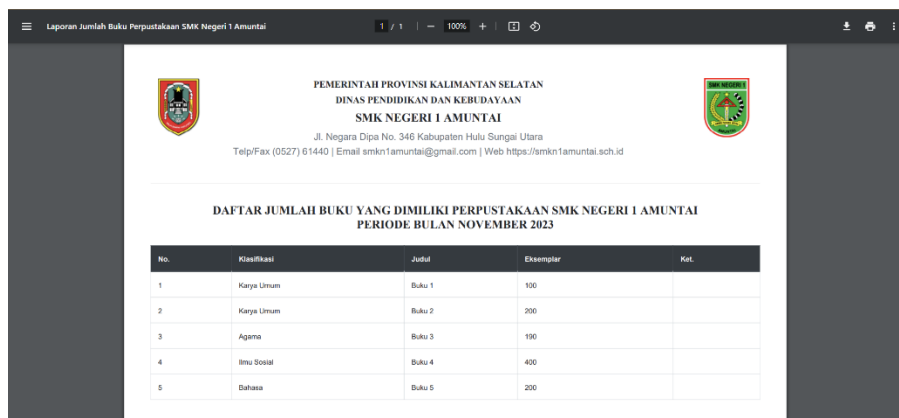 Laporan Jumlah Buku Perpustakaan SMK Negeri 1 Amuntai
1 / 1
100%
PEMERINTAH PROVINSI KALIMANTAN SELATAN
DINAS PENDIDIKAN DAN KEBUDAYAAN
SMK NEGERI 1 AMUNTAI
Jl. Negara Dipa No. 346 Kabupaten Hulu Sungai Utara
Telp/Fax (0527) 61440 | Email smkn1amuntai@gmail.com | Web https://smkn1amuntai.sch.id
SMK NEGERI 1
DAFTAR JUMLAH BUKU YANG DIMILIKI PERPUSTAKAAN SMK NEGERI 1 AMUNTAI
PERIODE BULAN NOVEMBER 2023
No. Klasifikasi Judul Eksemplar Ket.
1 Karya Umum Buku 1 100
2 Karya Umum Buku 2 200
3 Agama Buku 3 190
4 Ilmu Sosial Buku 4 400
5 Bahasa Buku 5 200